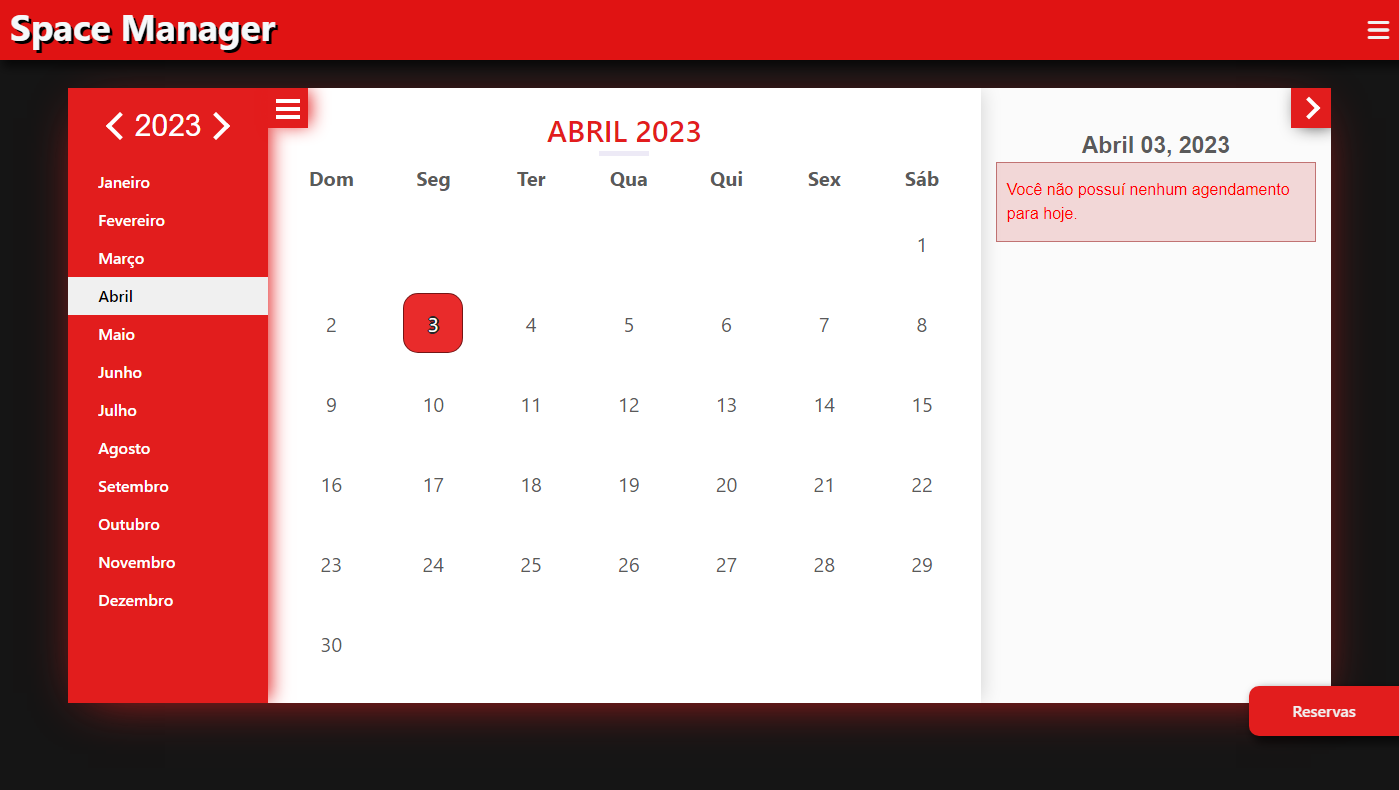 Space Manager
2023
Janeiro
Fevereiro
Março
Abril
Maio
Junho
Julho
Agosto
Setembro
Outubro
Novembro
Dezembro
ABRIL 2023
Dom Seg Ter Qua Qui Sex Sáb
1
2 3 4 5 6 7 8
9 10 11 12 13 14 15
16 17 18 19 20 21 22
23 24 25 26 27 28 29
30
Abril 03, 2023
Você não possuí nenhum agendamento
para hoje.
Reservas